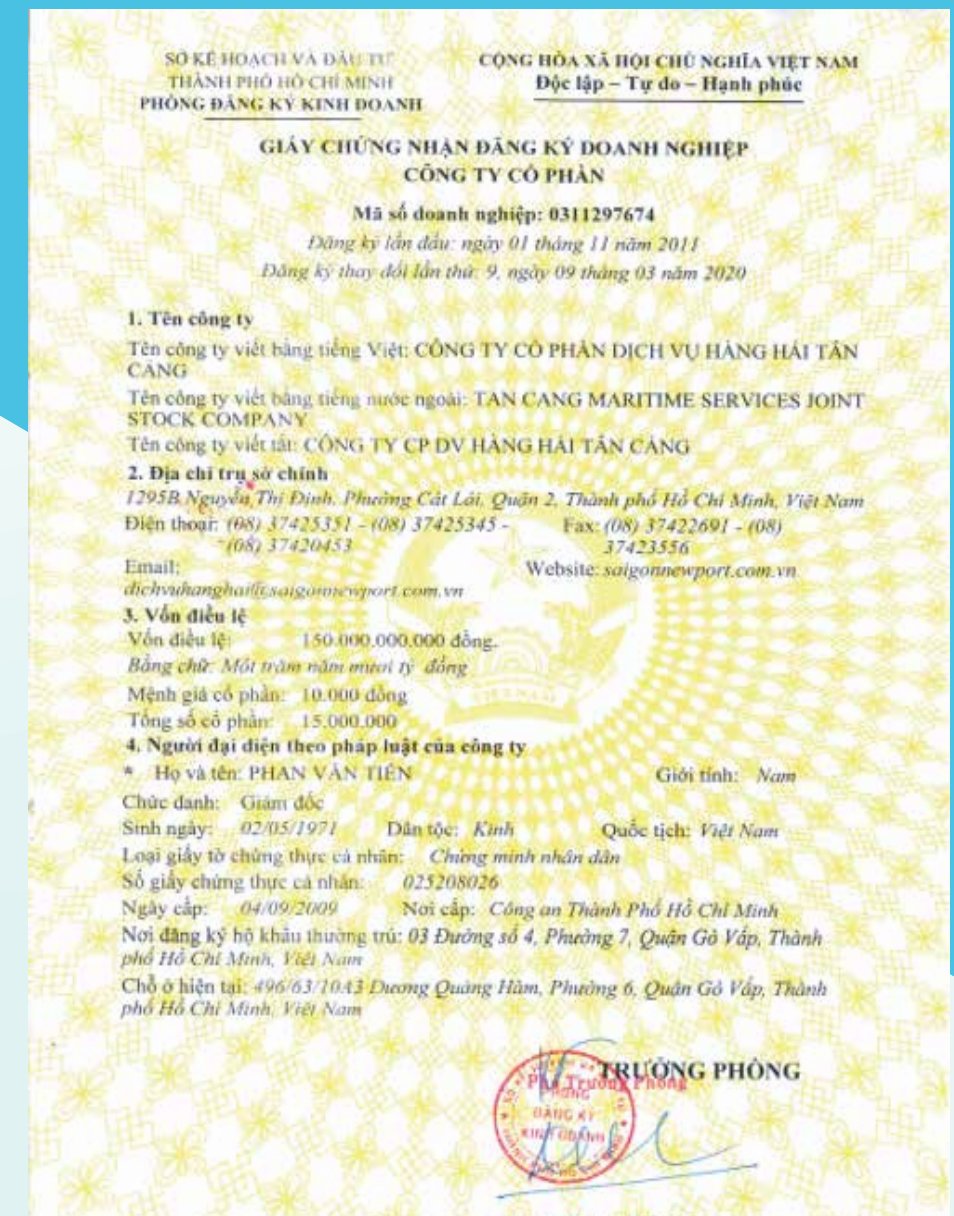 SỞ KẾ HOẠCH VÀ ĐẦU TƯ
THÀNH PHỐ HỒ CHÍ MINH
PHÒNG ĐĂNG KÝ KINH DOANH
CỘNG HÒA XÃ HỘI CHỦ NGHĨA VIỆT NAM
Độc lập – Tự do – Hạnh phúc
GIẤY CHỨNG NHẬN ĐĂNG KÝ DOANH NGHIỆP
CÔNG TY CỔ PHẦN
Mã số doanh nghiệp: 0311297674
Đăng ký lần đầu: ngày 01 tháng 11 năm 2011
Đăng ký thay đổi lần thứ: 9, ngày 09 tháng 03 năm 2020
1. Tên công ty
Tên công ty viết bằng tiếng Việt: CÔNG TY CỔ PHẦN DỊCH VỤ HÀNG HẢI TÂN
CẢNG
Tên công ty viết bằng tiếng nước ngoài: TAN CANG MARITIME SERVICES JOINT
STOCK COMPANY
Tên công ty viết tắt: CÔNG TY CP DV HÀNG HẢI TÂN CẢNG
2. Địa chỉ trụ sở chính
1295B Nguyễn Thị Định, Phường Cát Lái, Quận 2, Thành phố Hồ Chí Minh, Việt Nam
Điện thoại: (08) 37425351 - (08) 37425345 - Fax: (08) 37422691 - (08)
(08) 37420453 37423556
Email: Website: saigonnewport.com.vn
dichvuhanghai@saigonnewport.com.vn
3. Vốn điều lệ
Vốn điều lệ: 150.000.000.000 đồng.
Bằng chữ: Một trăm năm mươi tỷ đồng
Mệnh giá cổ phần: 10.000 đồng
Tổng số cổ phần: 15.000.000
4. Người đại diện theo pháp luật của công ty
* Họ và tên: PHAN VĂN TIẾN Giới tính: Nam
Chức danh: Giám đốc
Sinh ngày: 02/05/1971 Dân tộc: Kinh Quốc tịch: Việt Nam
Loại giấy tờ chứng thực cá nhân: Chứng minh nhân dân
Số giấy chứng thực cá nhân: 025208026
Ngày cấp: 04/09/2009 Nơi cấp: Công an Thành Phố Hồ Chí Minh
Nơi đăng ký hộ khẩu thường trú: 03 Đường số 4, Phường 7, Quận Gò Vấp, Thành
phố Hồ Chí Minh, Việt Nam
Chỗ ở hiện tại: 496/63/10A3 Dương Quảng Hàm, Phường 6, Quận Gò Vấp, Thành
phố Hồ Chí Minh, Việt Nam
TRƯỞNG PHÒNG
Phó Trưởng Phòng
PHÒNG
ĐĂNG KÝ
KINH DOANH